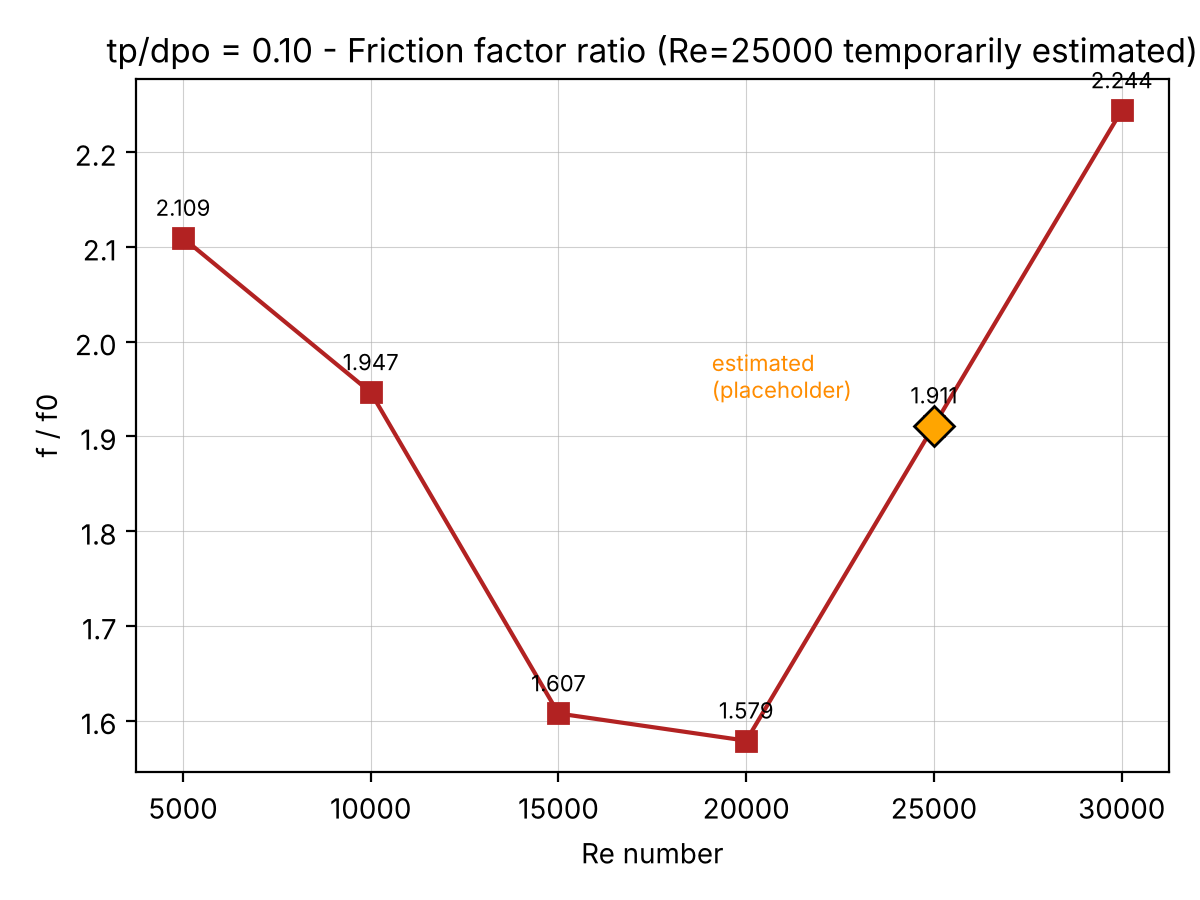 tp/dpo = 0.10 - Friction factor ratio (Re=25000 temporarily estimated)
2.244
2.2
2.109
2.1
2.0
1.947
estimated
(placeholder)
1.911
f / f0
1.9
1.8
1.7
1.607
1.579
1.6
5000 10000 15000 20000 25000 30000
Re number